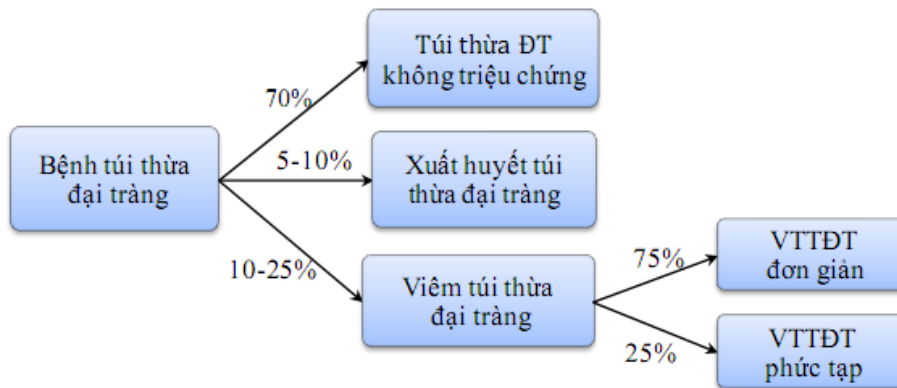 Túi thừa ĐT
không triệu chứng
70%
Bệnh túi thừa
đại tràng
5-10%
Xuất huyết túi
thừa đại tràng
10-25%
Viêm túi thừa
đại tràng
75%
VTTĐT
đơn giản
25%
VTTĐT
phức tạp